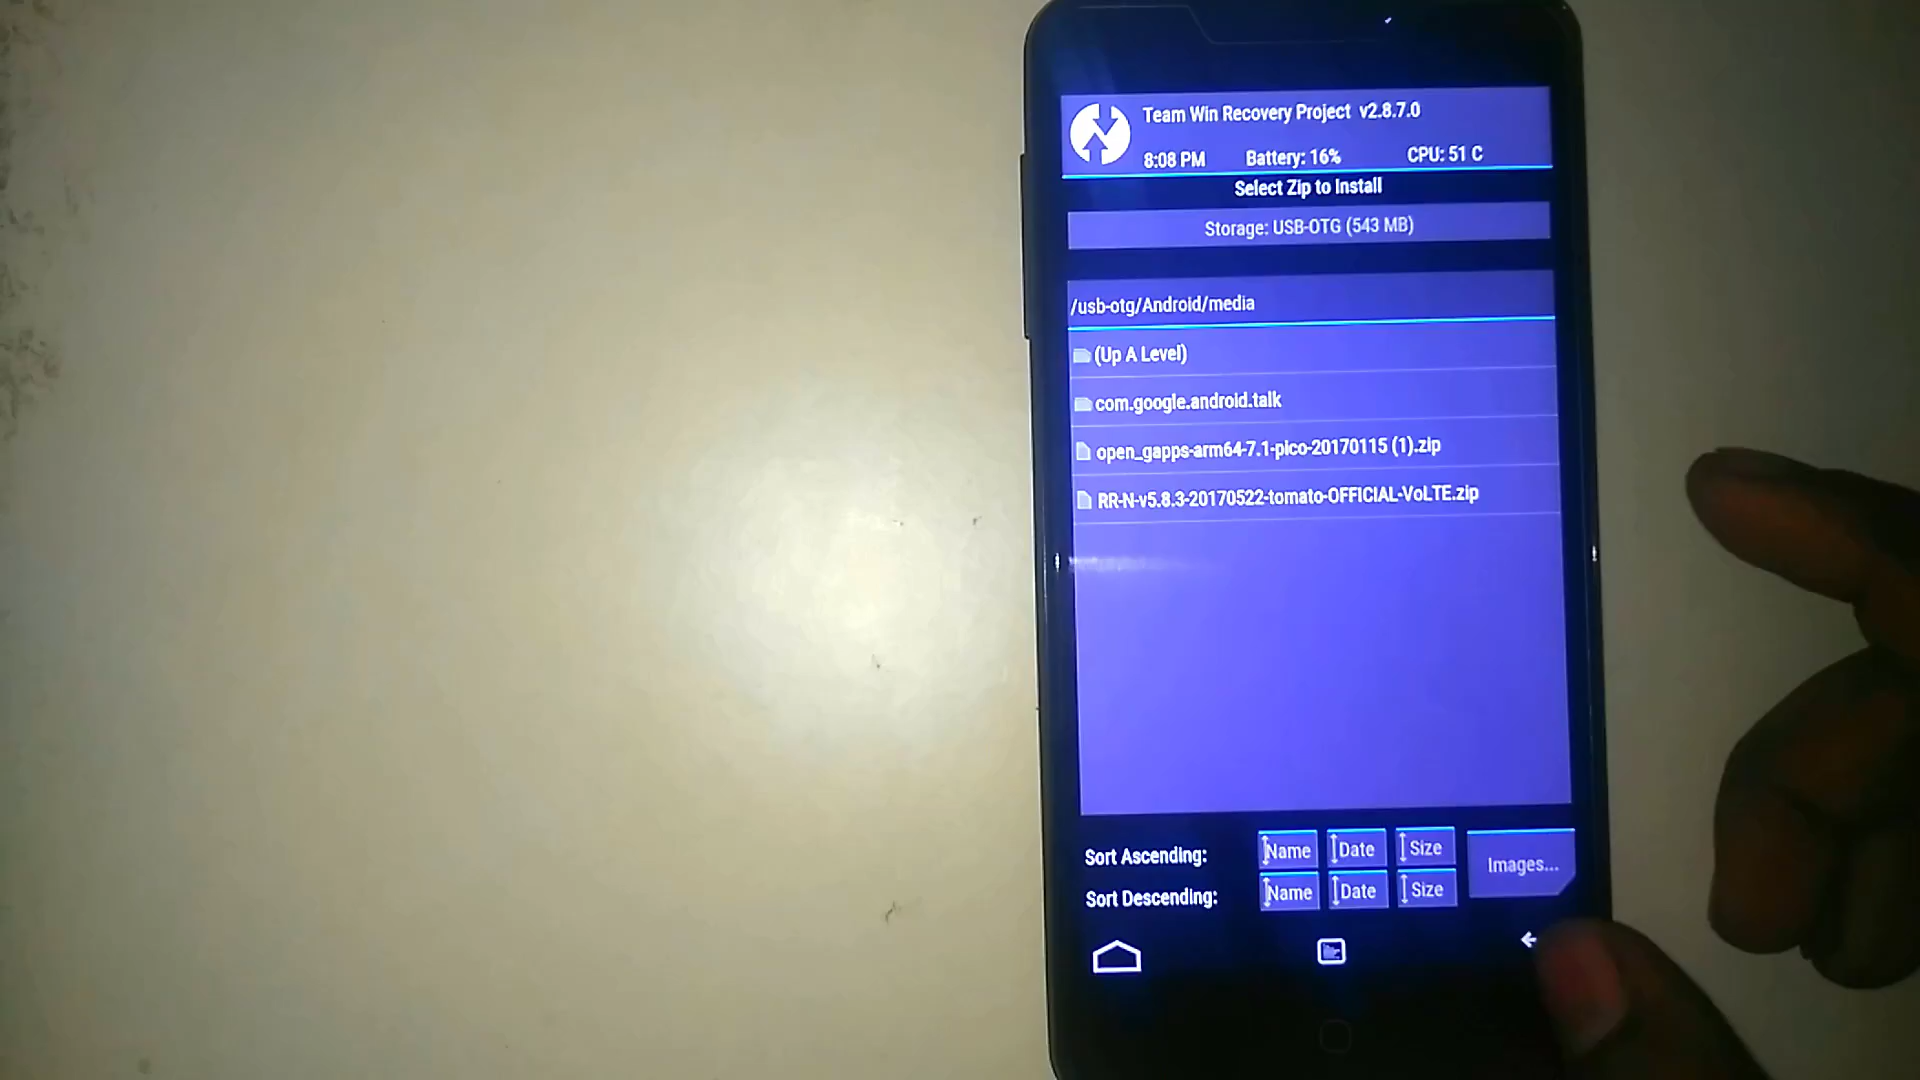 Team Win Recovery Project v2.8.7.0
8:08 PM Battery: 16% CPU: 51 C
Select Zip to Install
Storage: USB-OTG (543 MB)
/usb-otg/Android/media
(Up A Level)
com.google.android.talk
open_gapps-arm64-7.1-pico-20170115 (1).zip
RR-N-v5.8.3-20170522-tomato-OFFICIAL-VoLTE.zip
Sort Ascending: Name Date Size
Images...
Sort Descending: Name Date Size